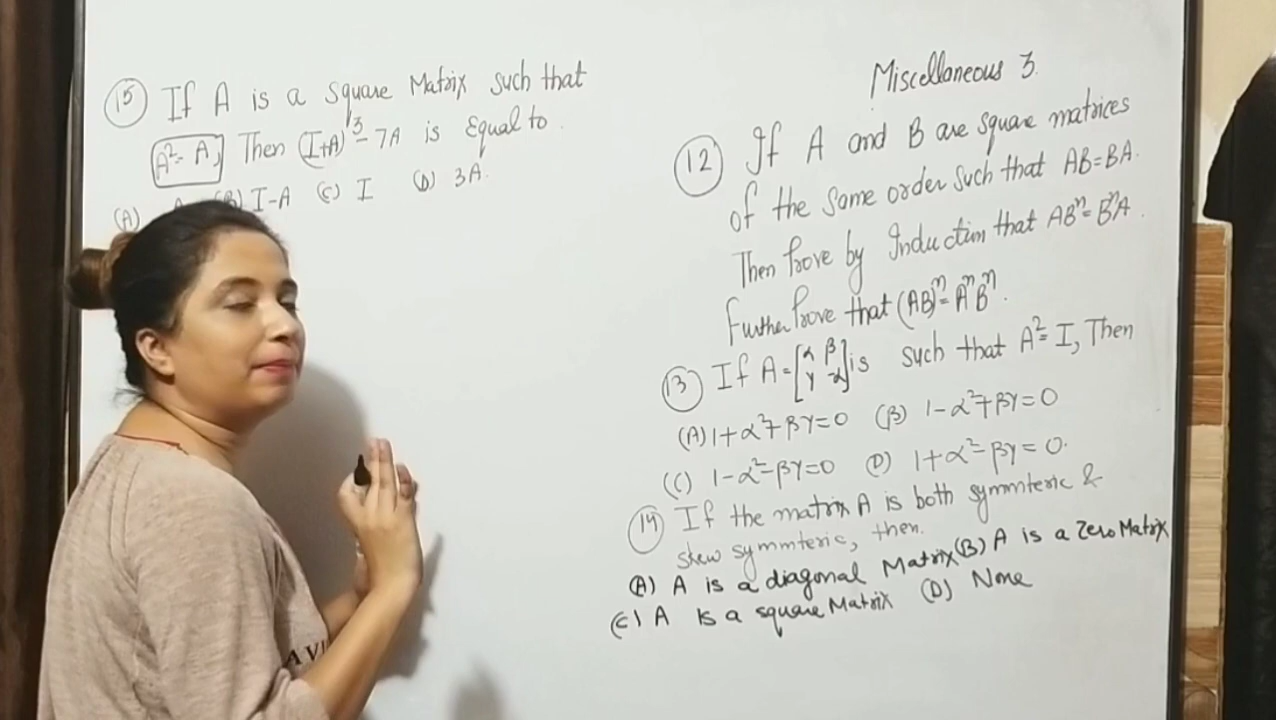 (15) If A is a square Matrix such that
A² = A, Then (I+A)³ - 7A is Equal to.
(A) A (B) I-A (C) I (D) 3A.
Miscellaneous 3.
(12) If A and B are square matrices
of the same order such that AB=BA.
Then Prove by Induction that ABⁿ=BⁿA.
Further Prove that (AB)ⁿ=AⁿBⁿ.
(13) If A=[α β
γ -α] is such that A²=I, Then
(A) 1+α²+βγ=0 (B) 1-α²+βγ=0
(C) 1-α²-βγ=0 (D) 1+α²-βγ=0.
(14) If the matrix A is both symmteric &
skew symmteric, then.
(A) A is a diagonal Matrix (B) A is a Zero Matrix
(C) A Is a square Matrix (D) None
AVI